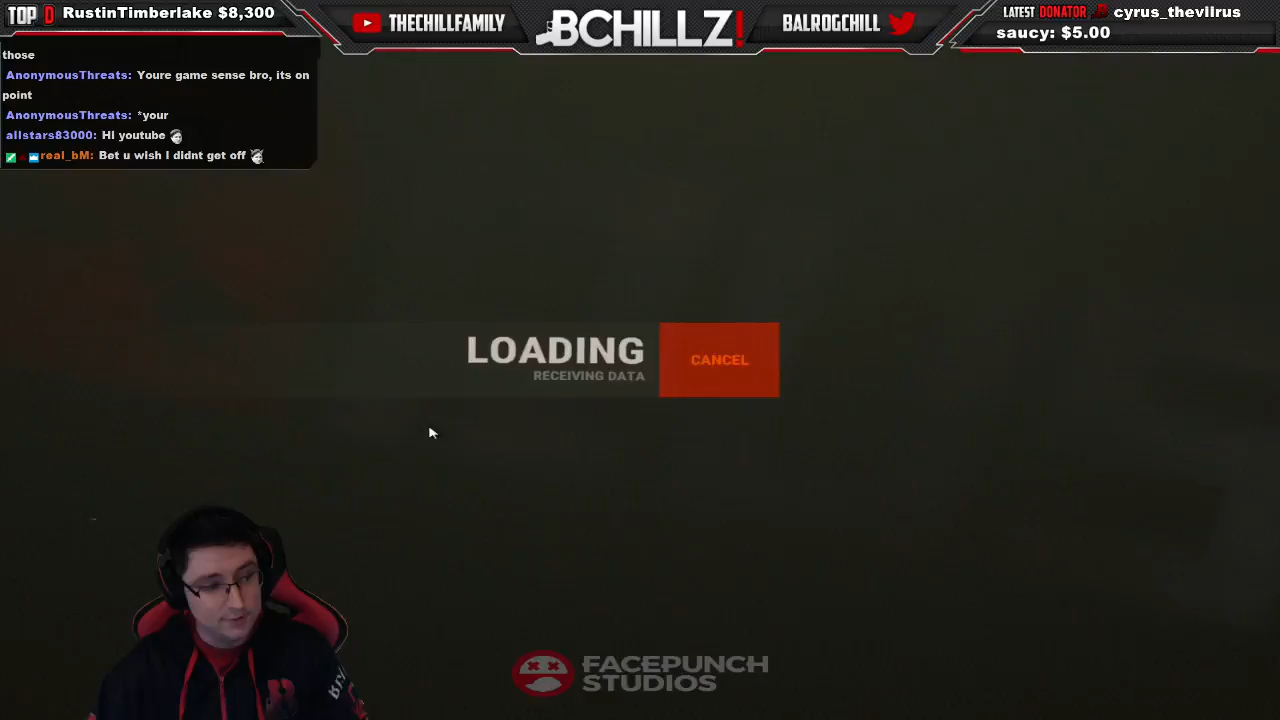 TOP D RustinTimberlake $8,300
THECHILLFAMILY
BCHILLZ!
BALROGCHILL
LATEST DONATOR cyrus_thevilrus
saucy: $5.00
those
AnonymousThreats: Youre game sense bro, its on
point
AnonymousThreats: *your
allstars83000: HI youtube
real_bM: Bet u wish I didnt get off
LOADING
RECEIVING DATA
CANCEL
FACEPUNCH
STUDIOS